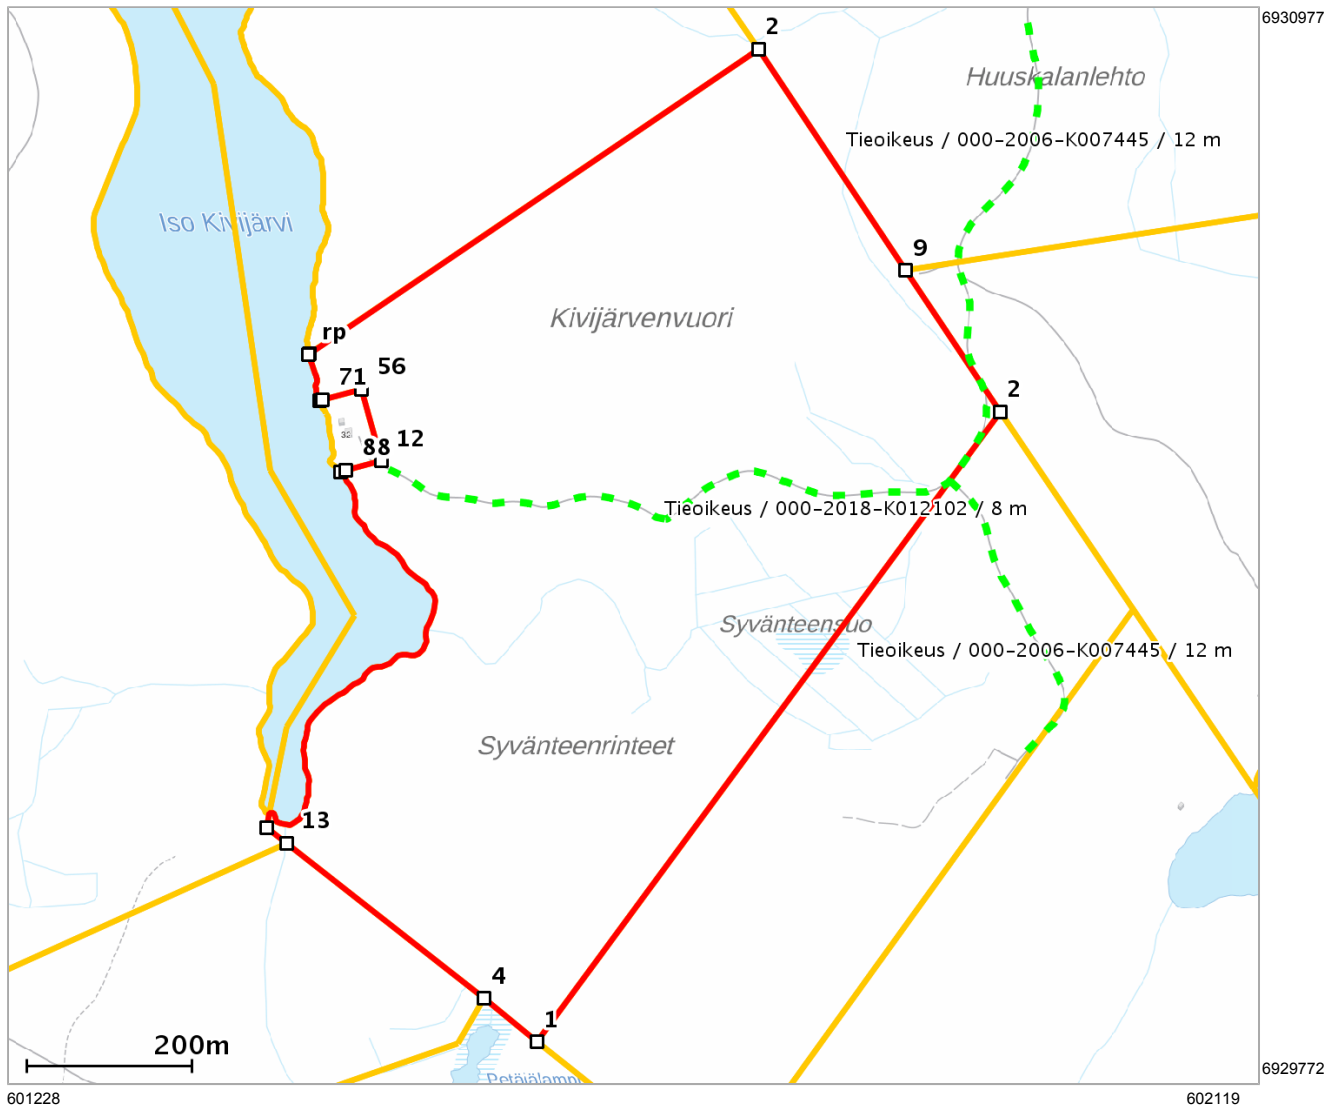 6930977
2
Huuskalanlehto
Tieoikeus / 000-2006-K007445 / 12 m
Iso Kivijärvi
9
Kivijärvenvuori
rp
71 56
2
32
88 12
Tieoikeus / 000-2018-K012102 / 8 m
Syvänteensuo
Tieoikeus / 000-2006-K007445 / 12 m
Syvänteenrinteet
13
4
1
200m
Petäjälampi
6929772
601228
602119